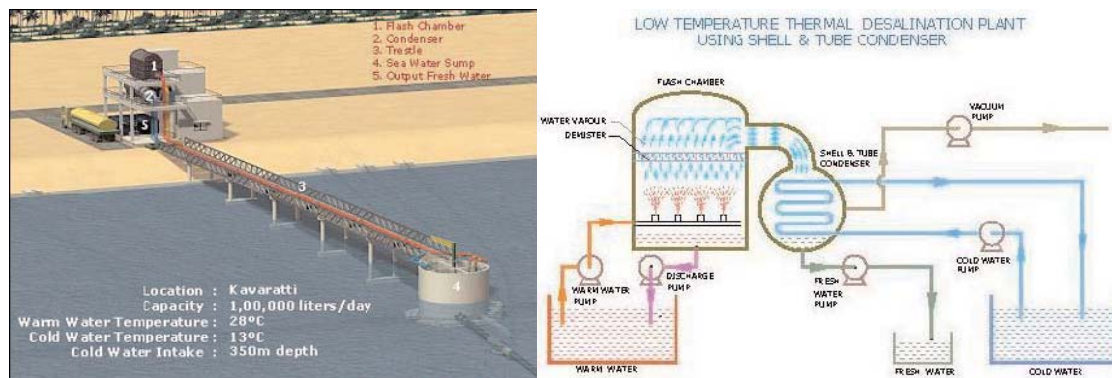 1. Flash Chamber
2. Condenser
3. Trestle
4. Sea Water Sump
5. Output Fresh Water
1
2
5
3
4
Location : Kavaratti
Capacity : 1,00,000 liters/day
Warm Water Temperature : 28ºC
Cold Water Temperature : 13ºC
Cold Water Intake : 350m depth
LOW TEMPERATURE THERMAL DESALINATION PLANT
USING SHELL & TUBE CONDENSER
FLASH CHAMBER
WATER VAPOUR
DEMISTER
VACUUM
PUMP
SHELL & TUBE
CONDENSER
WARM WATER
PUMP
DISCHARGE
PUMP
FRESH
WATER
PUMP
COLD WATER
PUMP
WARM WATER
FRESH WATER
COLD WATER